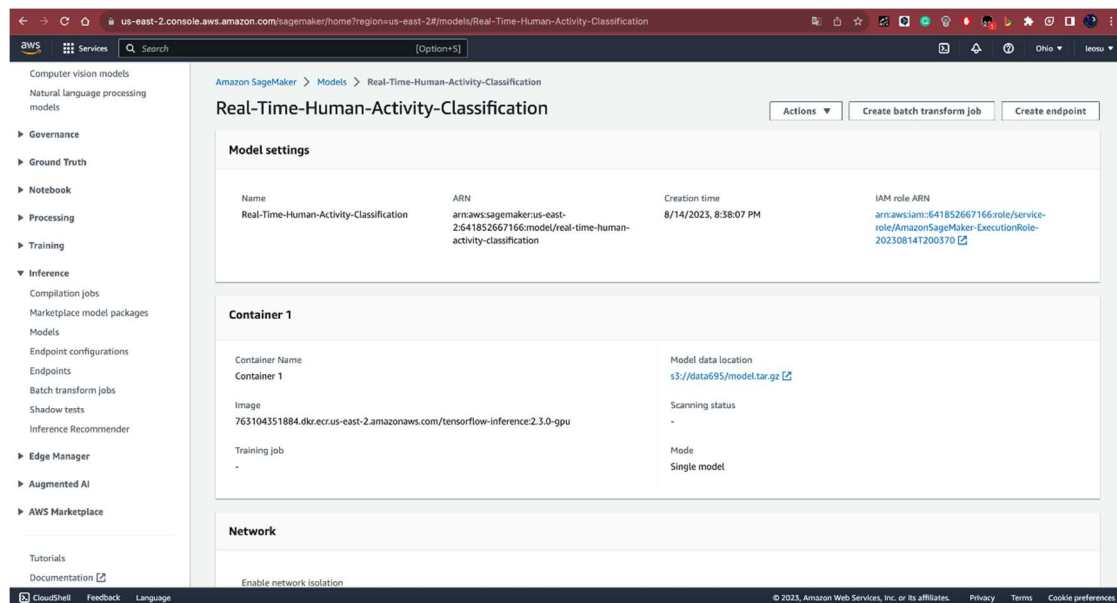 us-east-2.console.aws.amazon.com/sagemaker/home?region=us-east-2#/models/Real-Time-Human-Activity-Classification
aws Services Search [Option+S] Ohio leosu
Computer vision models
Natural language processing
models
Governance
Ground Truth
Notebook
Processing
Training
Inference
Compilation jobs
Marketplace model packages
Models
Endpoint configurations
Endpoints
Batch transform jobs
Shadow tests
Inference Recommender
Edge Manager
Augmented AI
AWS Marketplace
Tutorials
Documentation
Amazon SageMaker > Models > Real-Time-Human-Activity-Classification
Real-Time-Human-Activity-Classification
Actions Create batch transform job Create endpoint
Model settings
Name
Real-Time-Human-Activity-Classification
ARN
arn:aws:sagemaker:us-east-
2:641852667166:model/real-time-human-
activity-classification
Creation time
8/14/2023, 8:38:07 PM
IAM role ARN
arn:aws:iam::641852667166:role/service-
role/AmazonSageMaker-ExecutionRole-
20230814T200370
Container 1
Container Name
Container 1
Image
763104351884.dkr.ecr.us-east-2.amazonaws.com/tensorflow-inference:2.3.0-gpu
Training job
-
Model data location
s3://data695/model.tar.gz
Scanning status
-
Mode
Single model
Network
Enable network isolation
CloudShell Feedback Language © 2023, Amazon Web Services, Inc. or its affiliates. Privacy Terms Cookie preferences